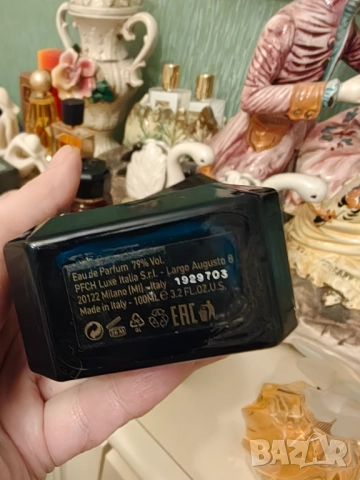 Eau de Parfum 79% Vol.
PFCH Luxe Italia S.r.l. - Largo Augusto 8
20122 Milano (MI) - Italy 1929703
Made in Italy - 100ML ℮ 3.2 FL.OZ.U.S.
EAC
BAZAR